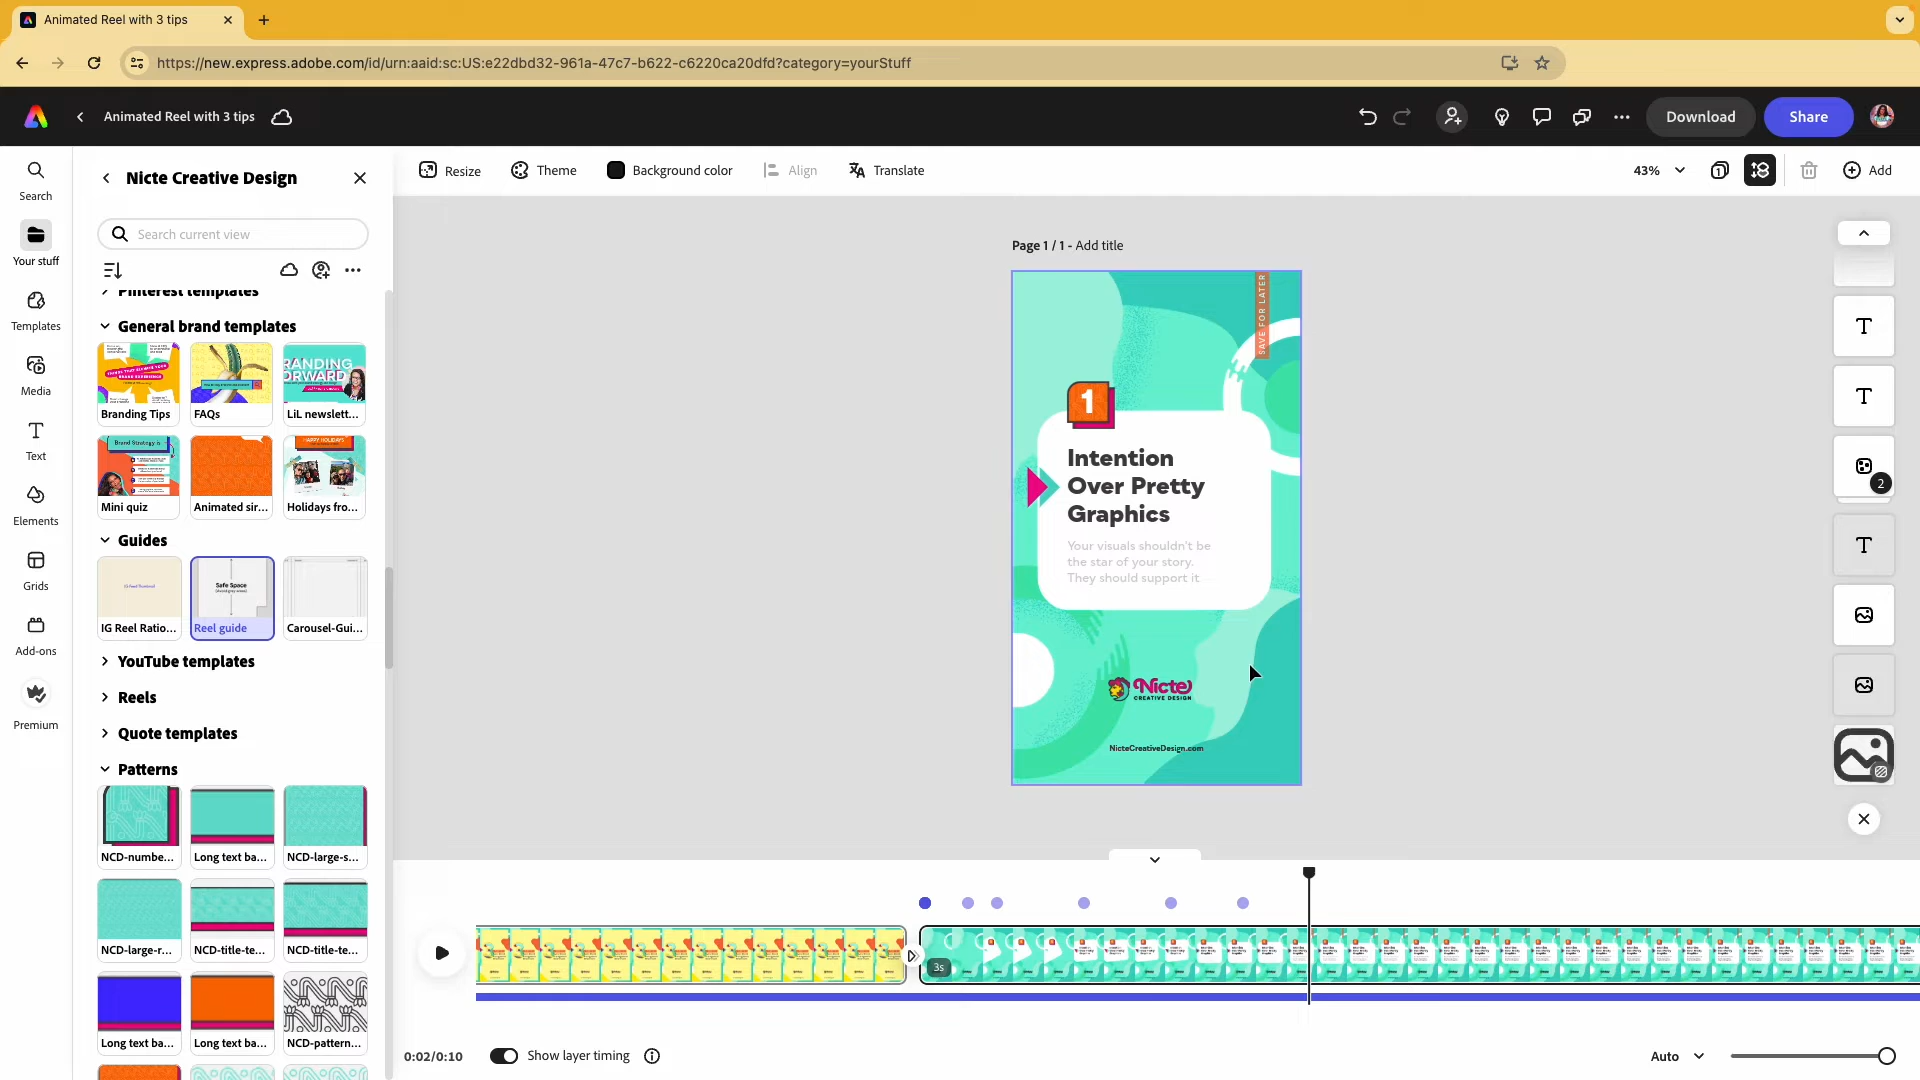 Animated Reel with 3 tips
https://new.express.adobe.com/id/urn:aaid:sc:US:e22dbd32-961a-47c7-b622-c6220ca20dfd?category=yourStuff
Animated Reel with 3 tips
Download
Share
Search
Your stuff
Templates
Media
Text
Elements
Grids
Add-ons
Premium
Nicte Creative Design
Search current view
Pinterest templates
General brand templates
Branding Tips
FAQs
LiL newslett...
Mini quiz
Animated sir...
Holidays fro...
Guides
Safe Space
IG Reel Ratio...
Reel guide
Carousel-Gui...
YouTube templates
Reels
Quote templates
Patterns
NCD-numbe...
Long text ba...
NCD-large-s...
NCD-large-r...
NCD-title-te...
NCD-title-te...
Long text ba...
Long text ba...
NCD-pattern...
Resize
Theme
Background color
Align
Translate
43%
1
Add
Page 1 / 1 - Add title
SAVE FOR LATER
1
Intention
Over Pretty
Graphics
Your visuals shouldn't be
the star of your story.
They should support it
Nicte
CREATIVE DESIGN
NicteCreativeDesign.com
T
T
2
T
3s
0:02/0:10
Show layer timing
Auto